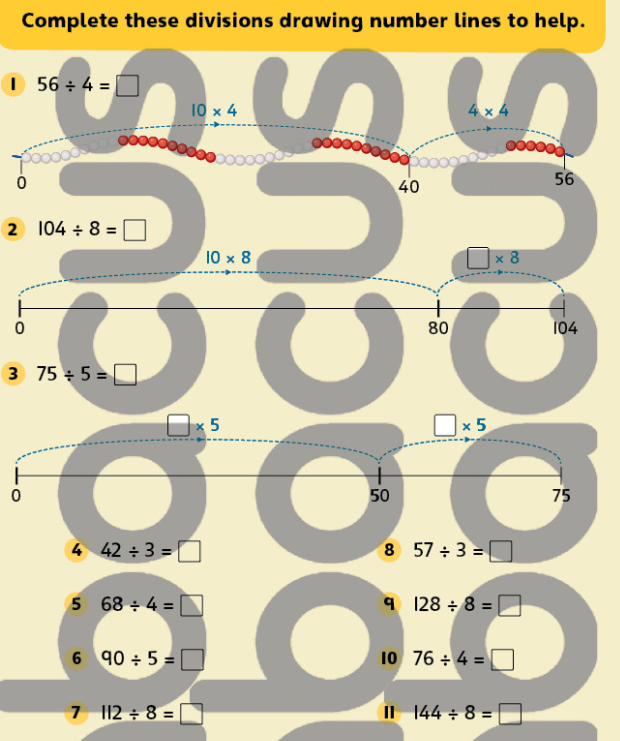 Complete these divisions drawing number lines to help.
1 56 ÷ 4 = □
10 × 4 4 × 4
0 40 56
2 104 ÷ 8 = □
10 × 8 □ × 8
0 80 104
3 75 ÷ 5 = □
□ × 5 □ × 5
0 50 75
4 42 ÷ 3 = □ 8 57 ÷ 3 = □
5 68 ÷ 4 = □ 9 128 ÷ 8 = □
6 90 ÷ 5 = □ 10 76 ÷ 4 = □
7 112 ÷ 8 = □ 11 144 ÷ 8 = □